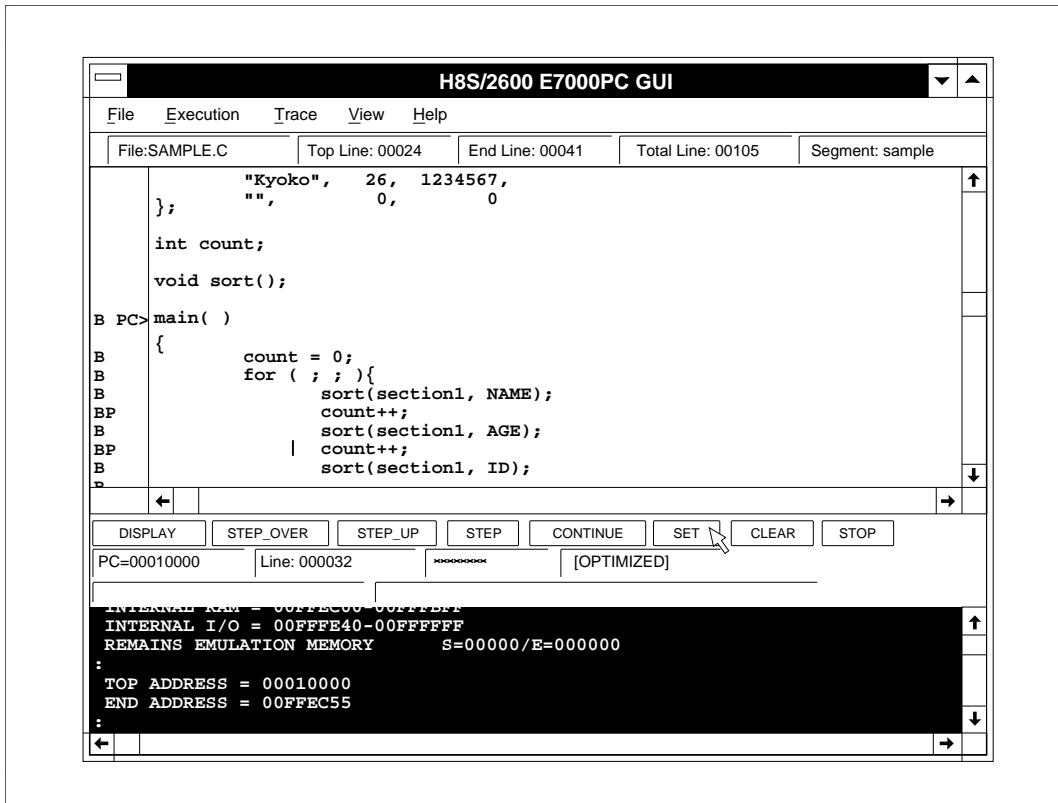 H8S/2600 E7000PC GUI
File Execution Trace View Help
File:SAMPLE.C Top Line: 00024 End Line: 00041 Total Line: 00105 Segment: sample
"Kyoko", 26, 1234567,
"", 0, 0
};
int count;
void sort();
B PC> main( )
{
B count = 0;
B for ( ; ; ){
B sort(section1, NAME);
BP count++;
B sort(section1, AGE);
BP count++;
B sort(section1, ID);
B
DISPLAY STEP_OVER STEP_UP STEP CONTINUE SET CLEAR STOP
PC=00010000 Line: 000032 ******** [OPTIMIZED]
INTERNAL RAM = 00FFEC00-00FFFBFF
INTERNAL I/O = 00FFFE40-00FFFFFF
REMAINS EMULATION MEMORY S=00000/E=000000
:
TOP ADDRESS = 00010000
END ADDRESS = 00FFEC55
: